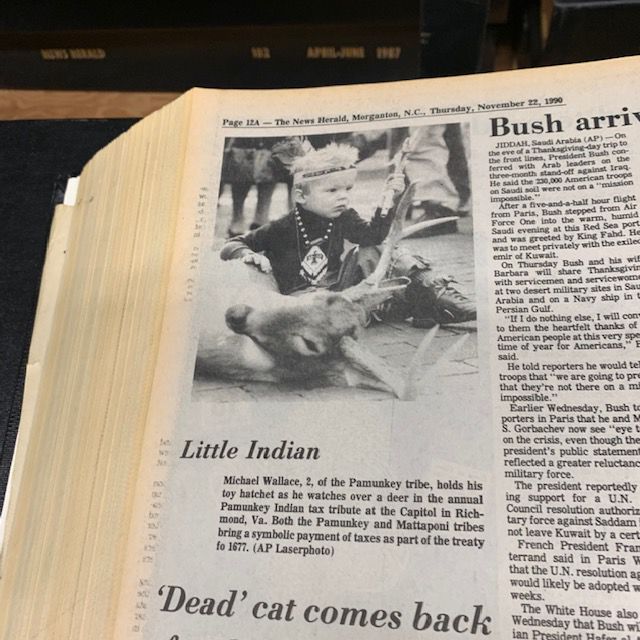 NEWS HERALD 102 APRIL-JUNE 1987
Page 12A — The News Herald, Morganton, N.C., Thursday, November 22, 1990
Little Indian
Michael Wallace, 2, of the Pamunkey tribe, holds his
toy hatchet as he watches over a deer in the annual
Pamunkey Indian tax tribute at the Capitol in Rich-
mond, Va. Both the Pamunkey and Mattaponi tribes
bring a symbolic payment of taxes as part of the treaty
fo 1677. (AP Laserphoto)
'Dead' cat comes back
Bush arriv
JIDDAH, Saudi Arabia (AP) — On
the eve of a Thanksgiving-day trip to
the front lines, President Bush con-
ferred with Arab leaders on the
three-month stand-off against Iraq.
He said the 230,000 American troops
on Saudi soil were not on a "mission
impossible."
After a five-and-a-half hour flight
from Paris, Bush stepped from Air
Force One into the warm, humi
Saudi evening at this Red Sea port
and was greeted by King Fahd. He
was to meet privately with the exile
emir of Kuwait.
On Thursday Bush and his wif
Barbara will share Thanksgivin
with servicemen and servicewome
at two desert military sites in Sau
Arabia and on a Navy ship in
Persian Gulf.
"If I do nothing else, I will con
to them the heartfelt thanks of
American people at this very spe
time of year for Americans," B
said.
He told reporters he would tel
troops that "we are going to pre
that they're not there on a m
impossible."
Earlier Wednesday, Bush to
porters in Paris that he and M
S. Gorbachev now see "eye t
on the crisis, even though the
president's public statement
reflected a greater reluctanc
military force.
The president reportedly
ing support for a U.N.
Council resolution authoriz
tary force against Saddam
not leave Kuwait by a cert
French President Fran
terrand said in Paris W
that the U.N. resolution ag
would likely be adopted w
weeks.
The White House also
Wednesday that Bush wi
ian President Hafez